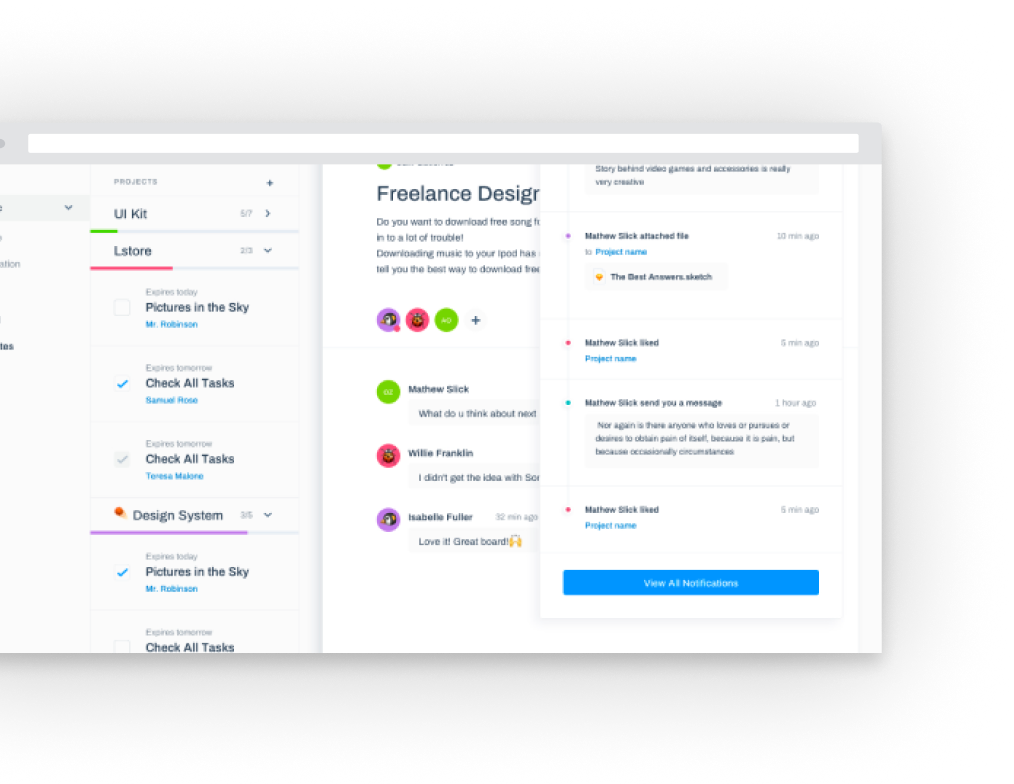 PROJECTS
+
UI Kit 5/7
Lstore 2/3
Expires today
Pictures in the Sky
Mr. Robinson
Expires tomorrow
Check All Tasks
Samuel Rose
Expires tomorrow
Check All Tasks
Teresa Malone
Design System 3/5
Expires today
Pictures in the Sky
Mr. Robinson
Expires tomorrow
Check All Tasks
Freelance Design
Do you want to download free song fo
in to a lot of trouble!
Downloading music to your Ipod has
tell you the best way to download free
AO +
OZ
Mathew Slick
What do u think about next
Willie Franklin
I didn't get the idea with Son
Isabelle Fuller 32 min ago
Love it! Great board!🙌
Story behind video games and accessories is really
very creative
Mathew Slick attached file 10 min ago
to Project name
The Best Answers.sketch
Mathew Slick liked 5 min ago
Project name
Mathew Slick send you a message 1 hour ago
Nor again is there anyone who loves or pursues or
desires to obtain pain of itself, because it is pain, but
because occasionally circumstances
Mathew Slick liked 5 min ago
Project name
View All Notifications